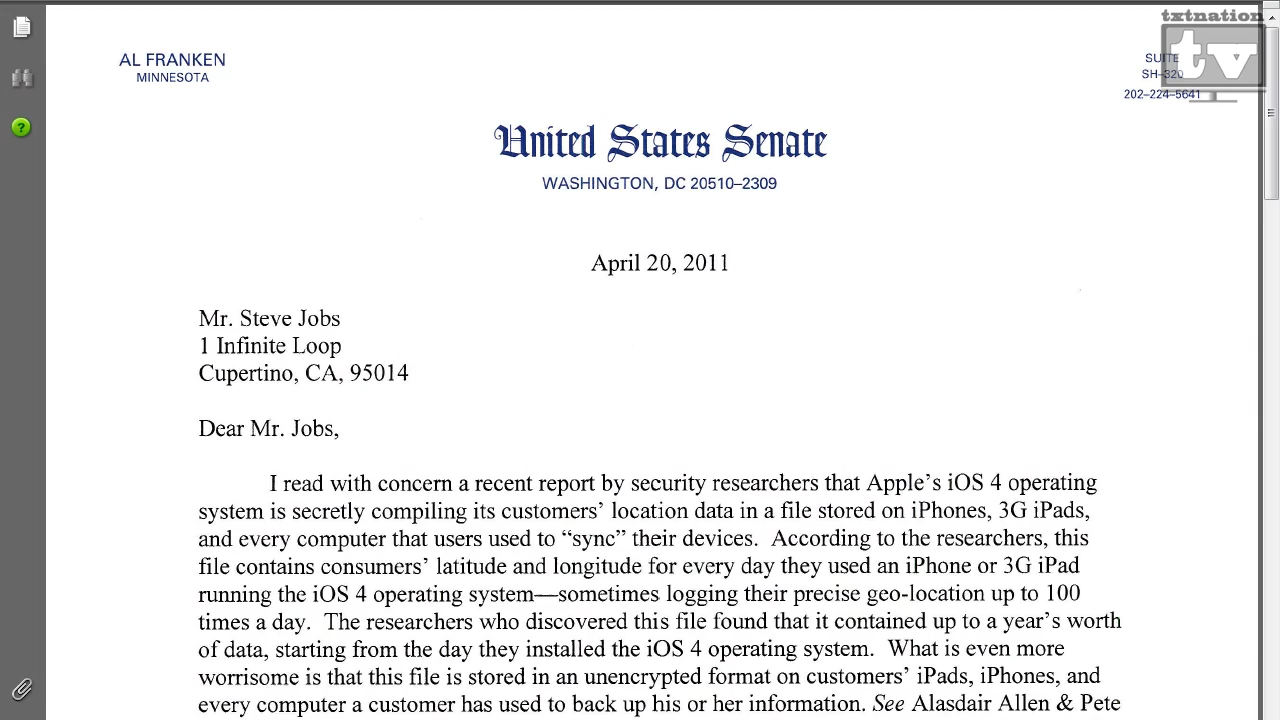 txtnation
tv
AL FRANKEN
MINNESOTA
SUITE
SH–320
202–224–5641
United States Senate
WASHINGTON, DC 20510–2309
April 20, 2011
Mr. Steve Jobs
1 Infinite Loop
Cupertino, CA, 95014
Dear Mr. Jobs,
I read with concern a recent report by security researchers that Apple’s iOS 4 operating
system is secretly compiling its customers’ location data in a file stored on iPhones, 3G iPads,
and every computer that users used to “sync” their devices. According to the researchers, this
file contains consumers’ latitude and longitude for every day they used an iPhone or 3G iPad
running the iOS 4 operating system—sometimes logging their precise geo-location up to 100
times a day. The researchers who discovered this file found that it contained up to a year’s worth
of data, starting from the day they installed the iOS 4 operating system. What is even more
worrisome is that this file is stored in an unencrypted format on customers’ iPads, iPhones, and
every computer a customer has used to back up his or her information. See Alasdair Allen & Pete